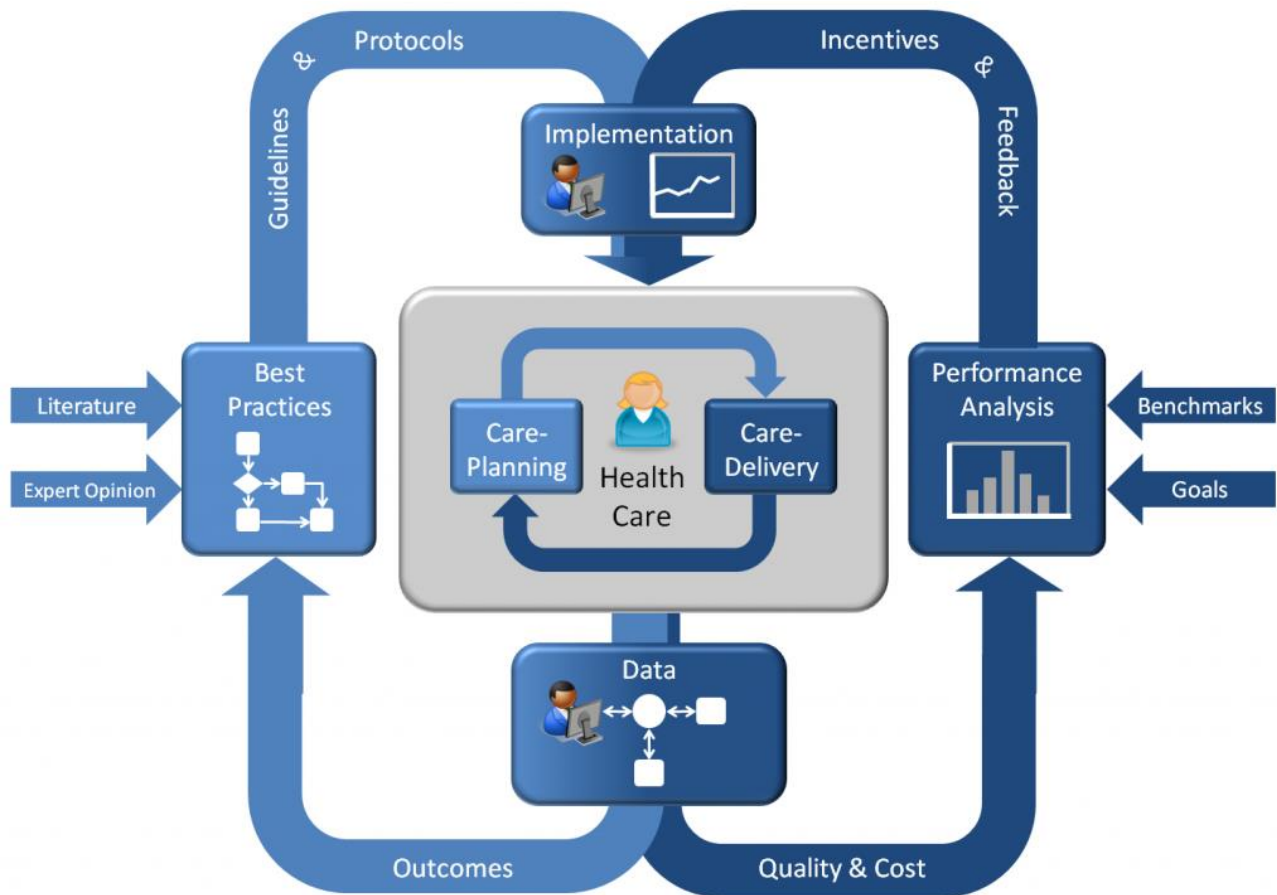 Protocols
&
Guidelines
Incentives
&
Feedback
Implementation
Best
Practices
Literature
Expert Opinion
Care-
Planning
Health
Care
Care-
Delivery
Performance
Analysis
Benchmarks
Goals
Data
Outcomes
Quality & Cost